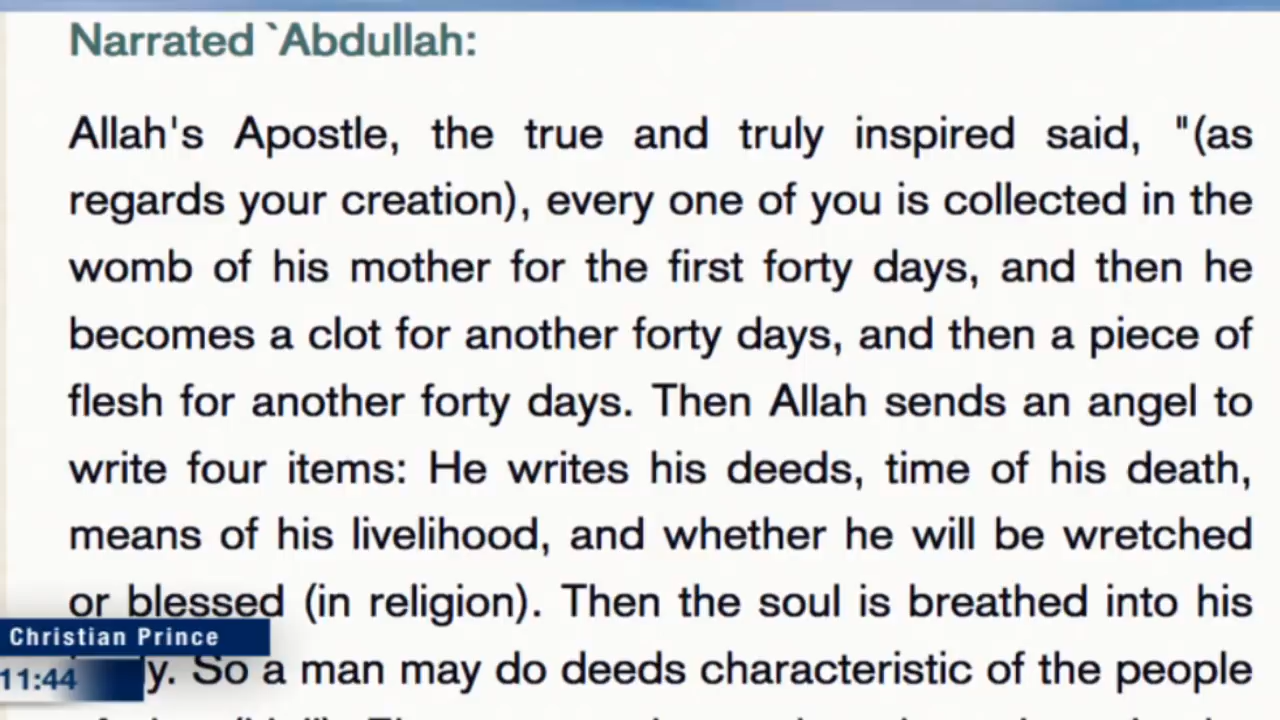 Narrated `Abdullah:
Allah's Apostle, the true and truly inspired said, "(as
regards your creation), every one of you is collected in the
womb of his mother for the first forty days, and then he
becomes a clot for another forty days, and then a piece of
flesh for another forty days. Then Allah sends an angel to
write four items: He writes his deeds, time of his death,
means of his livelihood, and whether he will be wretched
or blessed (in religion). Then the soul is breathed into his
y. So a man may do deeds characteristic of the people
Christian Prince
11:44